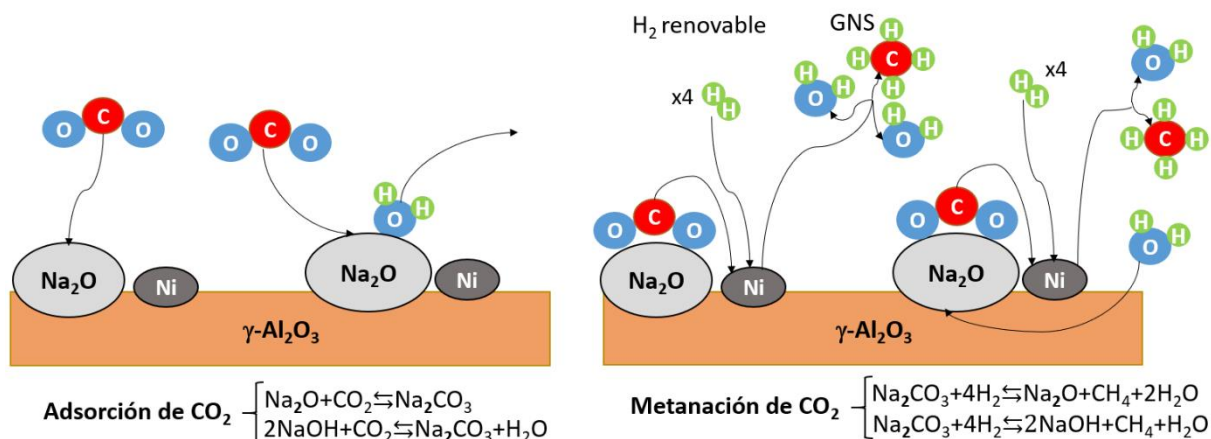 O C O
O C O
H H
O
Na₂O
Ni
Na₂O
Ni
γ-Al₂O₃
Adsorción de CO₂
Na₂O+CO₂⇆Na₂CO₃
2NaOH+CO₂⇆Na₂CO₃+H₂O
H₂ renovable
GNS
x4
H H
H
H C H
H
H H
O
H H
O
O C O
Na₂O
Ni
x4
H H
H H
O
H
H C H
H
O C O
H H
O
Na₂O
Ni
γ-Al₂O₃
Metanación de CO₂
Na₂CO₃+4H₂⇆Na₂O+CH₄+2H₂O
Na₂CO₃+4H₂⇆2NaOH+CH₄+H₂O